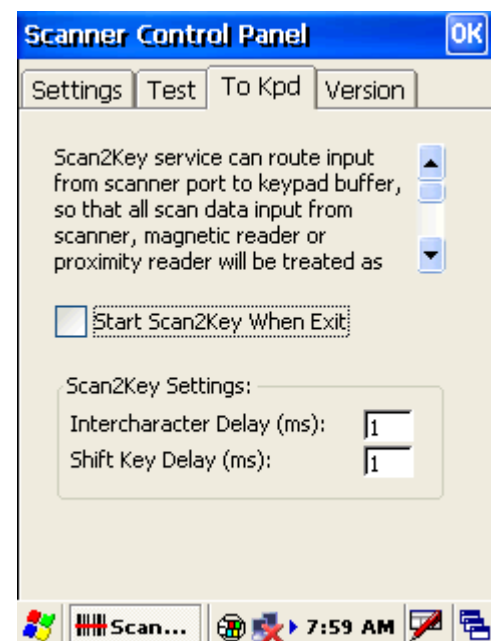 Scanner Control Panel OK
Settings Test To Kpd Version
Scan2Key service can route input
from scanner port to keypad buffer,
so that all scan data input from
scanner, magnetic reader or
proximity reader will be treated as
Start Scan2Key When Exit
Scan2Key Settings:
Intercharacter Delay (ms): 1
Shift Key Delay (ms): 1
Scan... 7:59 AM